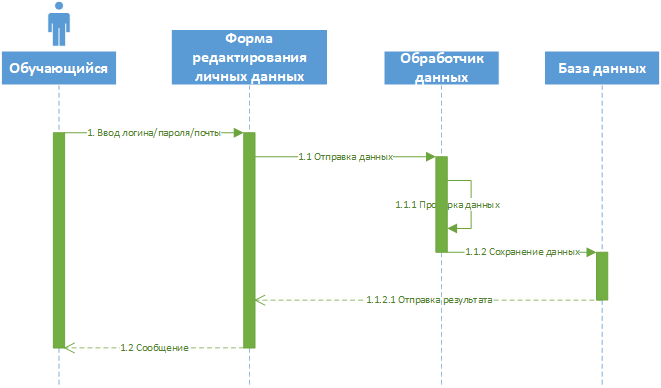 Обучающийся
Форма
редактирования
личных данных
Обработчик
данных
База данных
1. Ввод логина/пароля/почты
1.1 Отправка данных
1.1.1 Проверка данных
1.1.2 Сохранение данных
1.1.2.1 Отправка результата
1.2 Сообщение